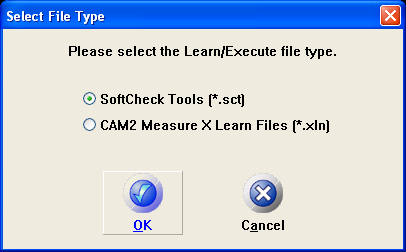 Select File Type
Please select the Learn/Execute file type.
SoftCheck Tools (*.sct)
CAM2 Measure X Learn Files (*.xln)
OK
Cancel